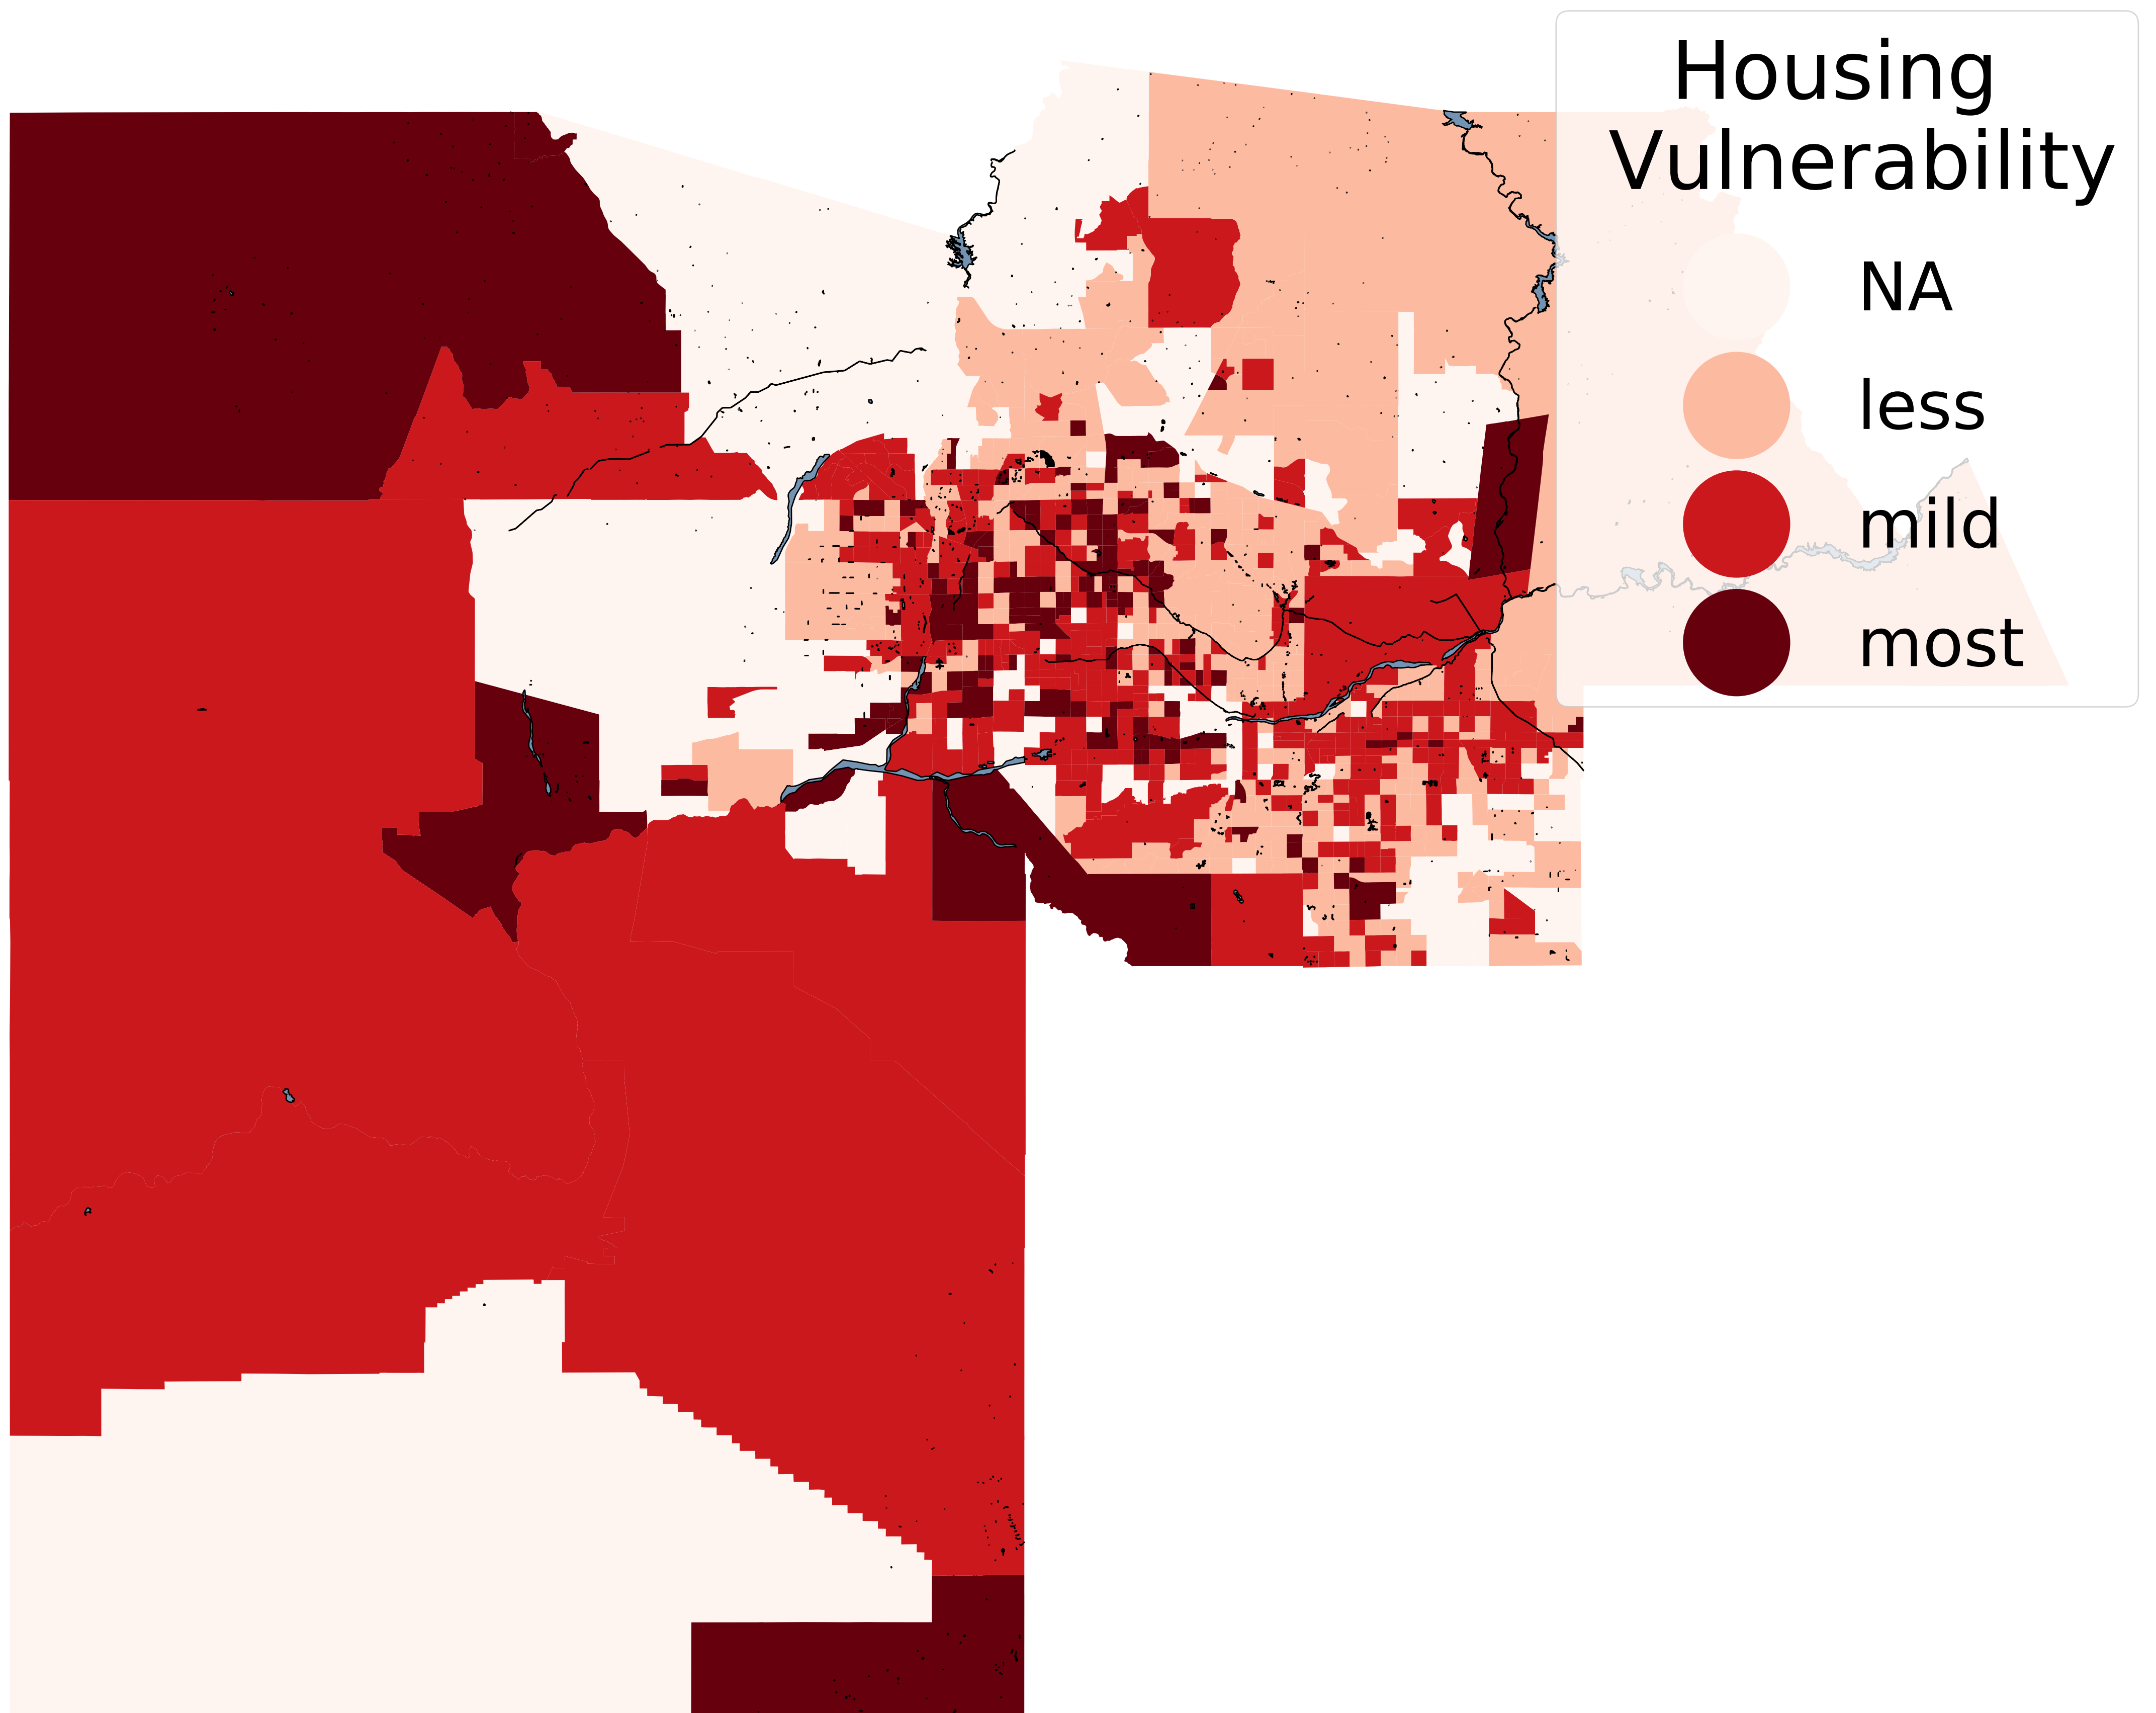 Housing
Vulnerability
NA
less
mild
most